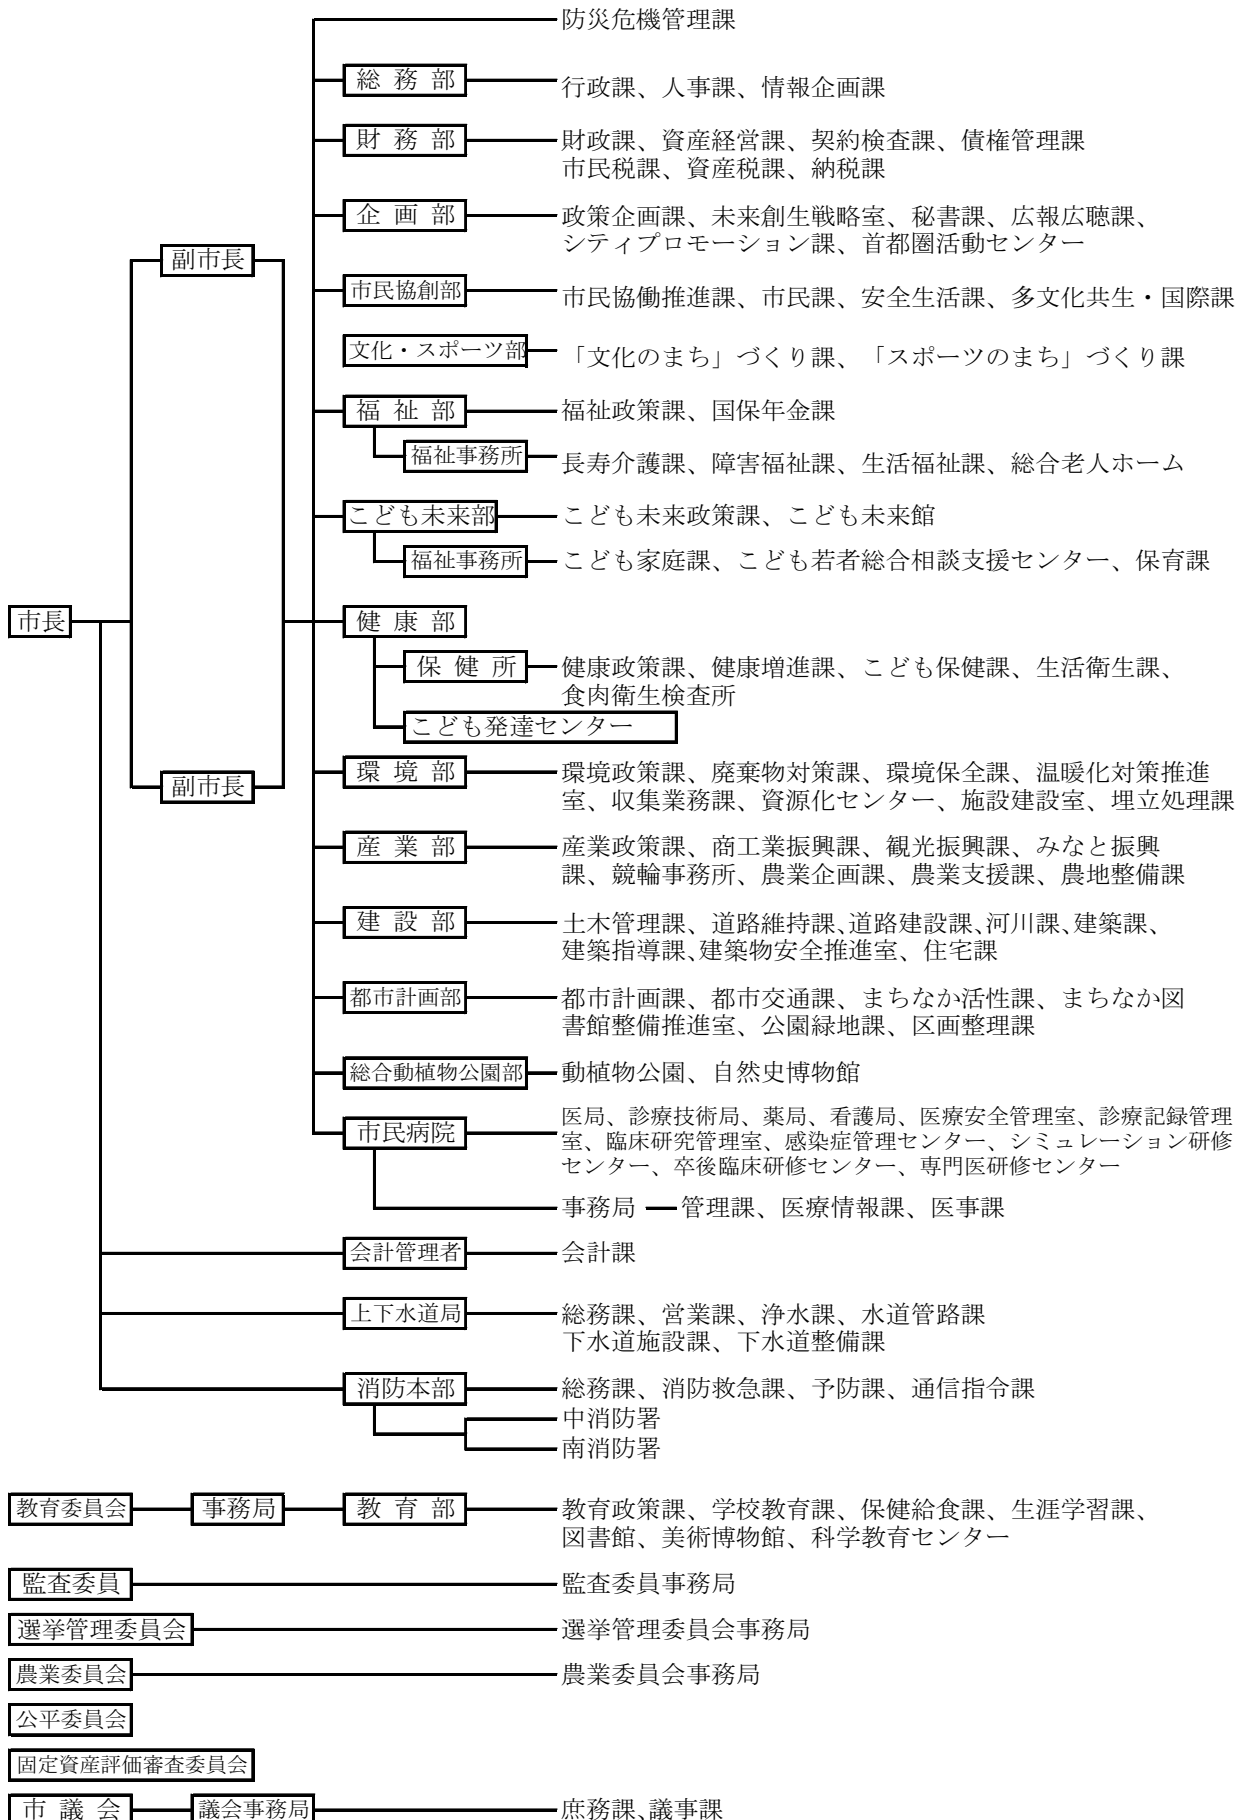 防災危機管理課
総務部
行政課、人事課、情報企画課
財務部
財政課、資産経営課、契約検査課、債権管理課
市民税課、資産税課、納税課
企画部
政策企画課、未来創生戦略室、秘書課、広報広聴課、
シティプロモーション課、首都圏活動センター
副市長
市民協創部
市民協働推進課、市民課、安全生活課、多文化共生・国際課
文化・スポーツ部
「文化のまち」づくり課、「スポーツのまち」づくり課
福祉部
福祉政策課、国保年金課
福祉事務所
長寿介護課、障害福祉課、生活福祉課、総合老人ホーム
こども未来部
こども未来政策課、こども未来館
福祉事務所
こども家庭課、こども若者総合相談支援センター、保育課
市長
健康部
保健所
健康政策課、健康増進課、こども保健課、生活衛生課、
食肉衛生検査所
こども発達センター
副市長
環境部
環境政策課、廃棄物対策課、環境保全課、温暖化対策推進
室、収集業務課、資源化センター、施設建設室、埋立処理課
産業部
産業政策課、商工業振興課、観光振興課、みなと振興
課、競輪事務所、農業企画課、農業支援課、農地整備課
建設部
土木管理課、道路維持課、道路建設課、河川課、建築課、
建築指導課、建築物安全推進室、住宅課
都市計画部
都市計画課、都市交通課、まちなか活性課、まちなか図
書館整備推進室、公園緑地課、区画整理課
総合動植物公園部
動植物公園、自然史博物館
市民病院
医局、診療技術局、薬局、看護局、医療安全管理室、診療記録管理
室、臨床研究管理室、感染症管理センター、シミュレーション研修
センター、卒後臨床研修センター、専門医研修センター
事務局
管理課、医療情報課、医事課
会計管理者
会計課
上下水道局
総務課、営業課、浄水課、水道管路課
下水道施設課、下水道整備課
消防本部
総務課、消防救急課、予防課、通信指令課
中消防署
南消防署
教育委員会
事務局
教育部
教育政策課、学校教育課、保健給食課、生涯学習課、
図書館、美術博物館、科学教育センター
監査委員
監査委員事務局
選挙管理委員会
選挙管理委員会事務局
農業委員会
農業委員会事務局
公平委員会
固定資産評価審査委員会
市議会
議会事務局
庶務課、議事課